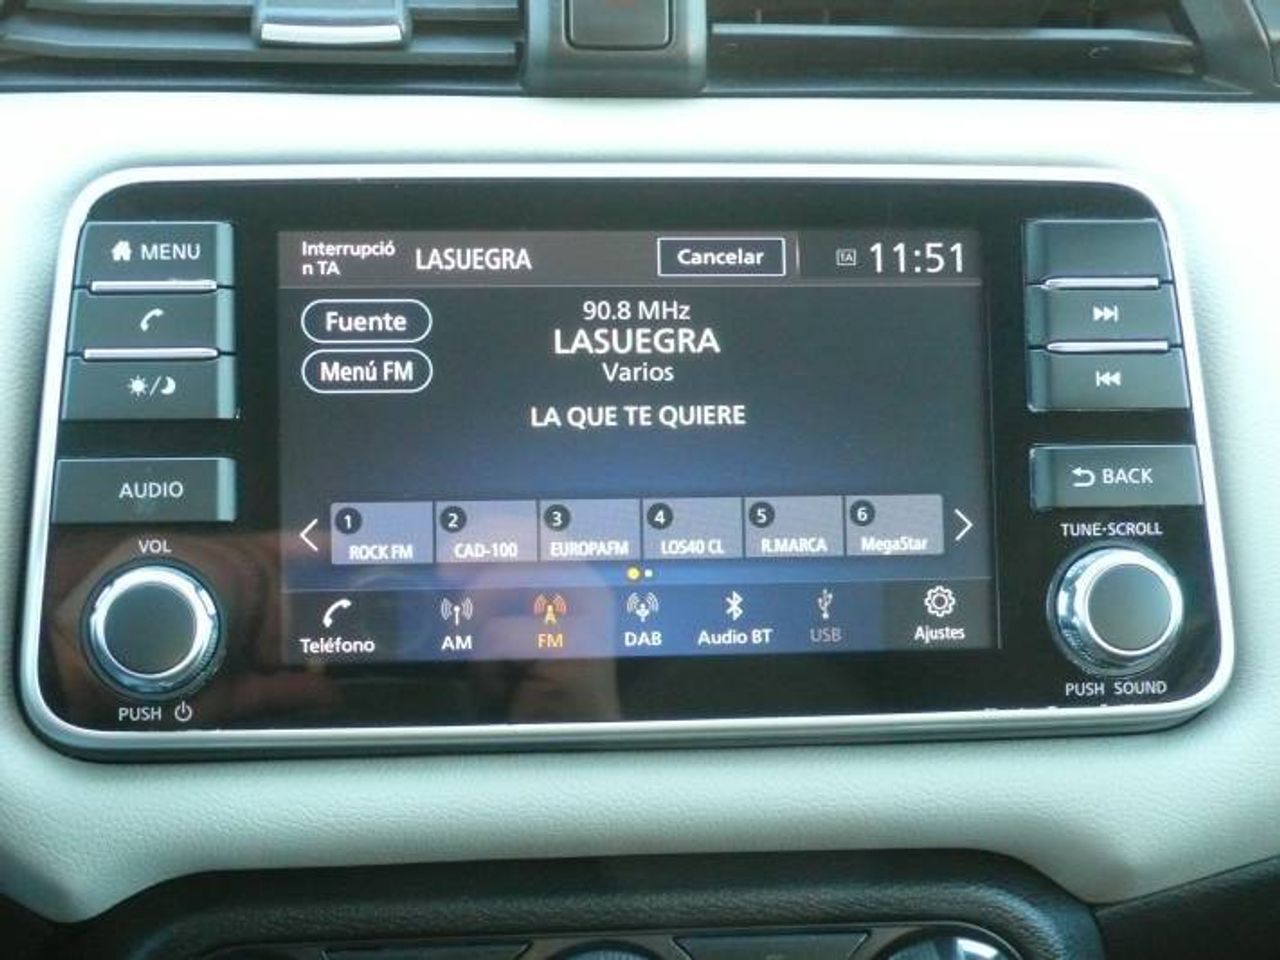 MENU
AUDIO
VOL
PUSH
Interrupció
n TA
LASUEGRA
Cancelar
TA
11:51
Fuente
Menú FM
90.8 MHz
LASUEGRA
Varios
LA QUE TE QUIERE
1 ROCK FM
2 CAD-100
3 EUROPAFM
4 LOS40 CL
5 R.MARCA
6 MegaStar
Teléfono
AM
FM
DAB
Audio BT
USB
Ajustes
BACK
TUNE·SCROLL
PUSH SOUND